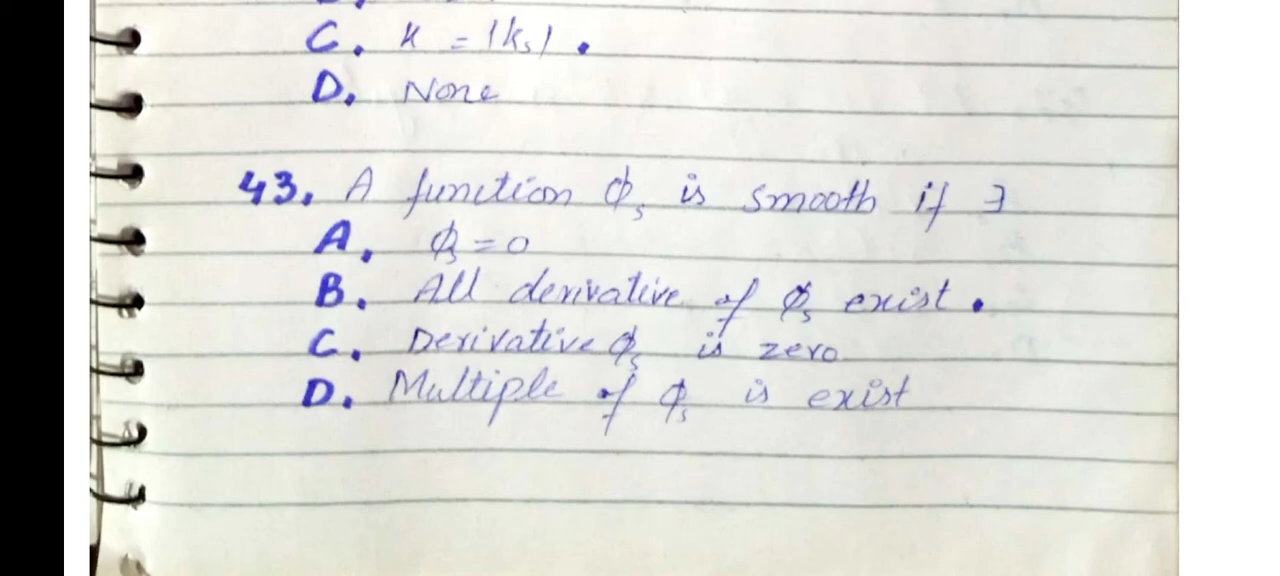 C. K = |ks| .
D. None
43. A function ϕs is smooth if ∃
A. ϕs = 0
B. All derivative of ϕs exist .
C. Derivative ϕs is zero
D. Multiple of ϕs is exist